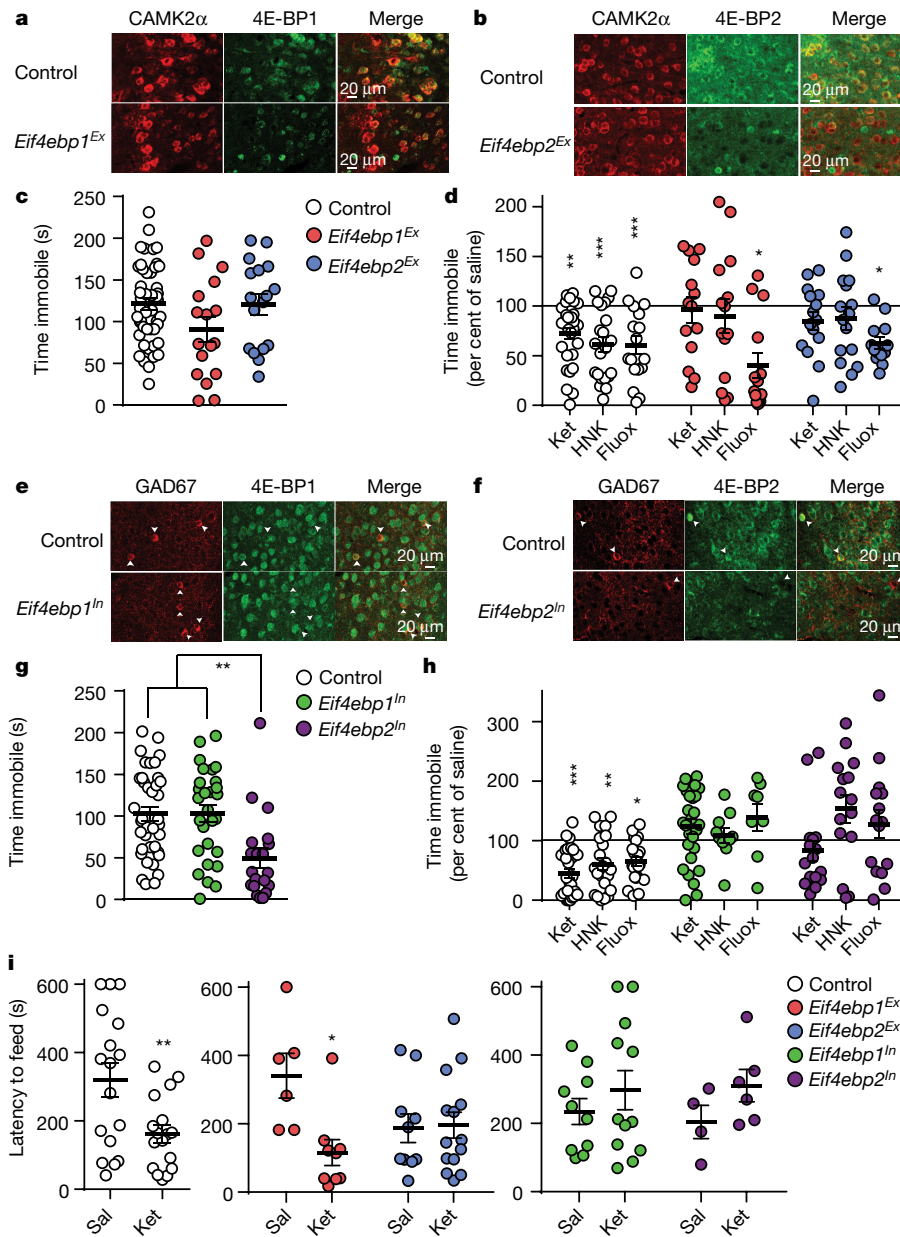 a
CAMK2α 4E-BP1 Merge
Control
20 μm
Eif4ebp1Ex
20 μm
b
CAMK2α 4E-BP2 Merge
Control
20 μm
Eif4ebp2Ex
20 μm
c
Time immobile (s)
250
200
150
100
50
0
Control
Eif4ebp1Ex
Eif4ebp2Ex
d
Time immobile
(per cent of saline)
200
150
100
50
0
** *** *** * *
Ket HNK Fluox Ket HNK Fluox Ket HNK Fluox
e
GAD67 4E-BP1 Merge
Control
20 μm
Eif4ebp1In
20 μm
f
GAD67 4E-BP2 Merge
Control
20 μm
Eif4ebp2In
20 μm
g
Time immobile (s)
250
200
150
100
50
0
**
Control
Eif4ebp1In
Eif4ebp2In
h
Time immobile
(per cent of saline)
300
200
100
0
*** ** *
Ket HNK Fluox Ket HNK Fluox Ket HNK Fluox
i
Latency to feed (s)
600
400
200
0
**
Sal Ket
600
400
200
0
*
Sal Ket Sal Ket
600
400
200
0
Sal Ket Sal Ket
Control
Eif4ebp1Ex
Eif4ebp2Ex
Eif4ebp1In
Eif4ebp2In